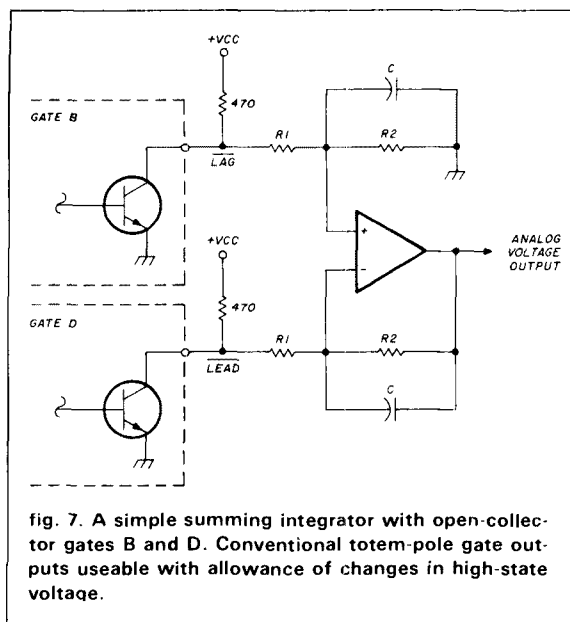 +VCC
C
470
GATE B
R1
R2
LAG
+VCC
+
ANALOG
VOLTAGE
OUTPUT
-
470
GATE D
R1
R2
LEAD
C
fig. 7. A simple summing integrator with open-collec-
tor gates B and D. Conventional totem-pole gate out-
puts useable with allowance of changes in high-state
voltage.